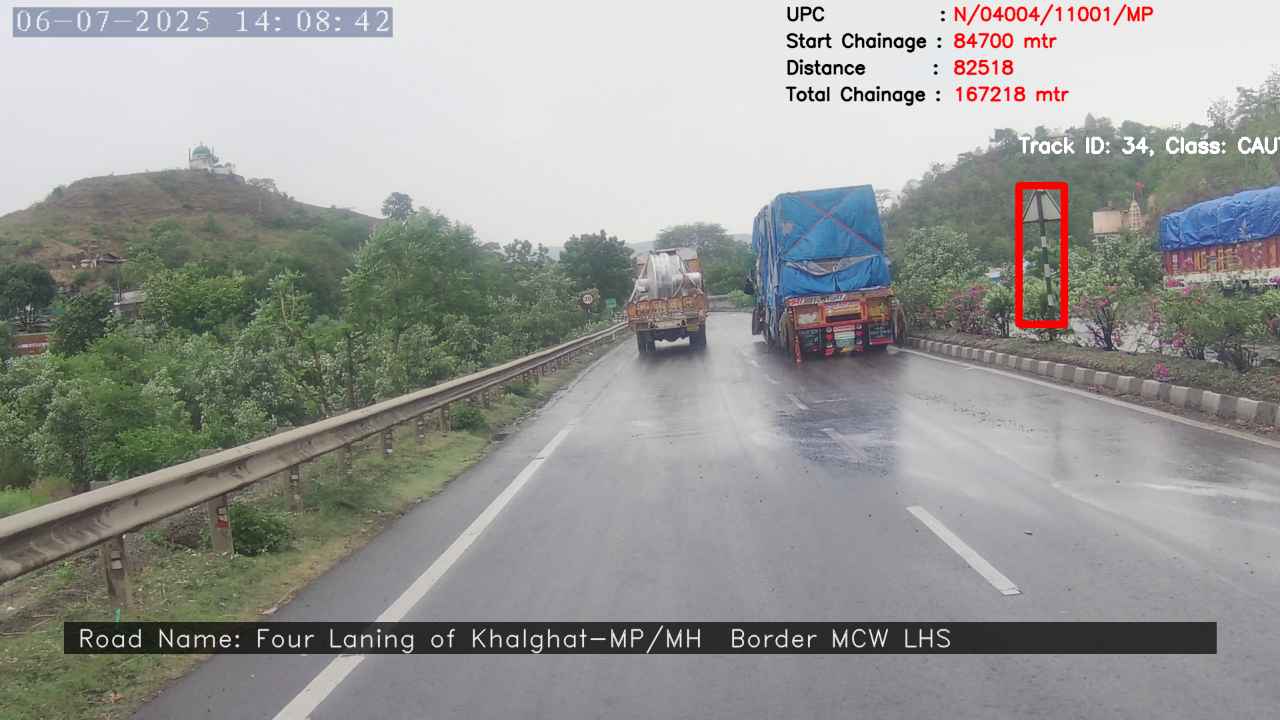 06-07-2025 14:08:42
UPC : N/04004/11001/MP
Start Chainage : 84700 mtr
Distance : 82518
Total Chainage : 167218 mtr
Track ID: 34, Class: CAU
Road Name: Four Laning of Khalghat-MP/MH Border MCW LHS